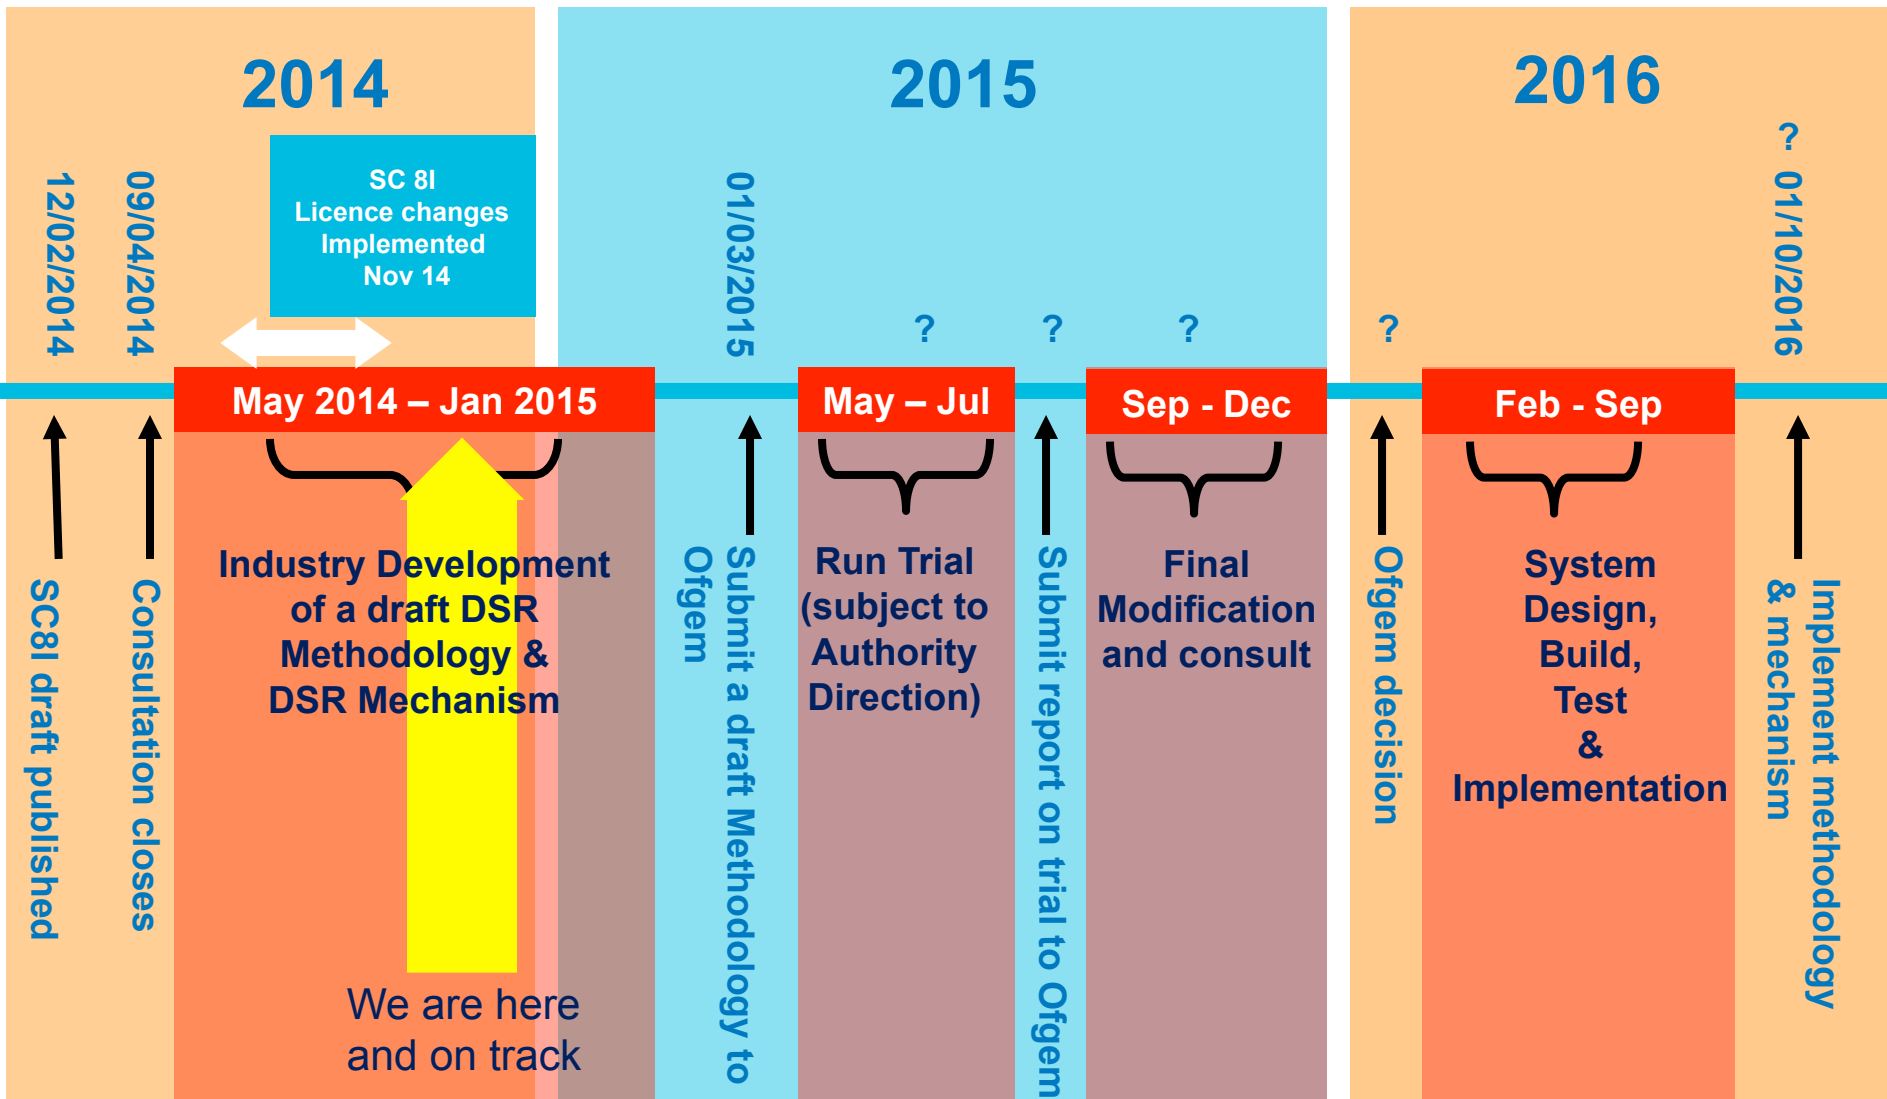 2014
2015
2016
SC 8I
Licence changes
Implemented
Nov 14
12/02/2014
09/04/2014
01/03/2015
?
?
?
?
? 01/10/2016
May 2014 – Jan 2015
May – Jul
Sep - Dec
Feb - Sep
SC8I draft published
Consultation closes
Industry Development
of a draft DSR
Methodology &
DSR Mechanism
We are here
and on track
Submit a draft Methodology to
Ofgem
Run Trial
(subject to
Authority
Direction)
Submit report on trial to Ofgem
Final
Modification
and consult
Ofgem decision
System
Design,
Build,
Test
&
Implementation
Implement methodology
& mechanism